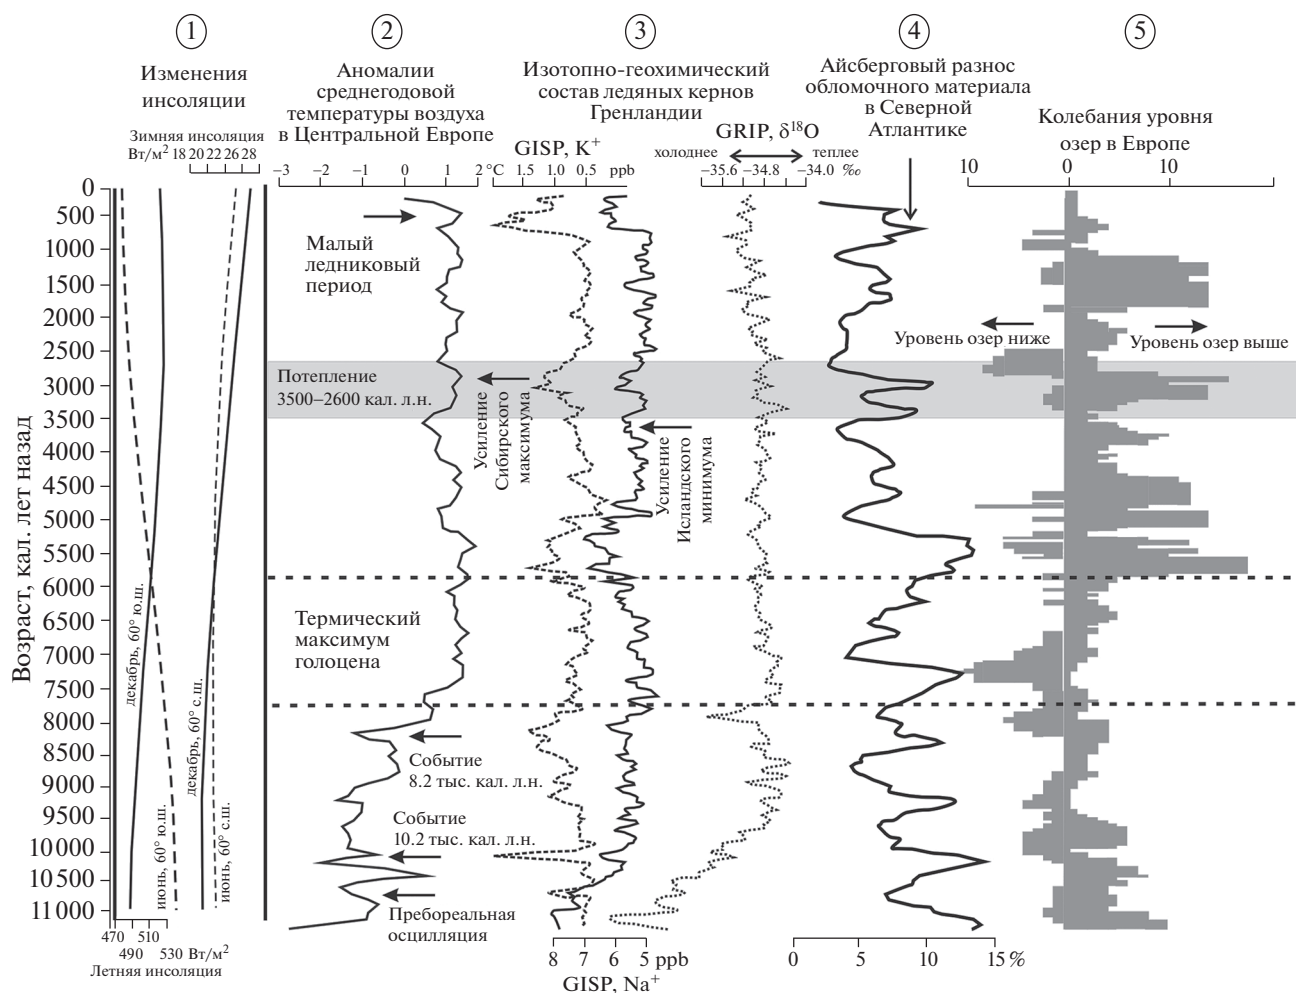 1
Изменения
инсоляции
Зимняя инсоляция
Вт/м² 18 20 22 26 28
2
Аномалии
среднегодовой
температуры воздуха
в Центральной Европе
−3 −2 −1 0 1 2 °C
3
Изотопно-геохимический
состав ледяных кернов
Гренландии
GISP, K⁺
1.5 1.0 0.5 ppb
GRIP, δ¹⁸O
холоднее теплее
−35.6 −34.8 −34.0 ‰
4
Айсберговый разнос
обломочного материала
в Северной
Атлантике
5
Колебания уровня
озер в Европе
10 0 10
Возраст, кал. лет назад
0
500
1000
1500
2000
2500
3000
3500
4000
4500
5000
5500
6000
6500
7000
7500
8000
8500
9000
9500
10000
10500
11000
Малый
ледниковый
период
Уровень озер ниже
Уровень озер выше
Потепление
3500–2600 кал. л.н.
Усиление
Сибирского
максимума
Усиление
Исландского
минимума
Термический
максимум
голоцена
декабрь, 60° ю.ш.
декабрь, 60° с.ш.
июнь, 60° ю.ш.
июнь, 60° с.ш.
Событие
8.2 тыс. кал. л.н.
Событие
10.2 тыс. кал. л.н.
Пребореальная
осцилляция
470 510
490 530 Вт/м²
Летняя инсоляция
8 7 6 5 ppb
GISP, Na⁺
0 5 10 15 %